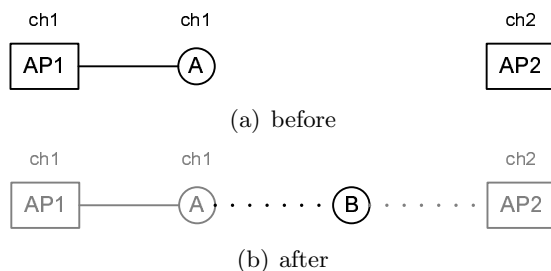 ch1 ch1 ch2
AP1 A AP2
(a) before
ch1 ch1 ch2
AP1 A B AP2
(b) after